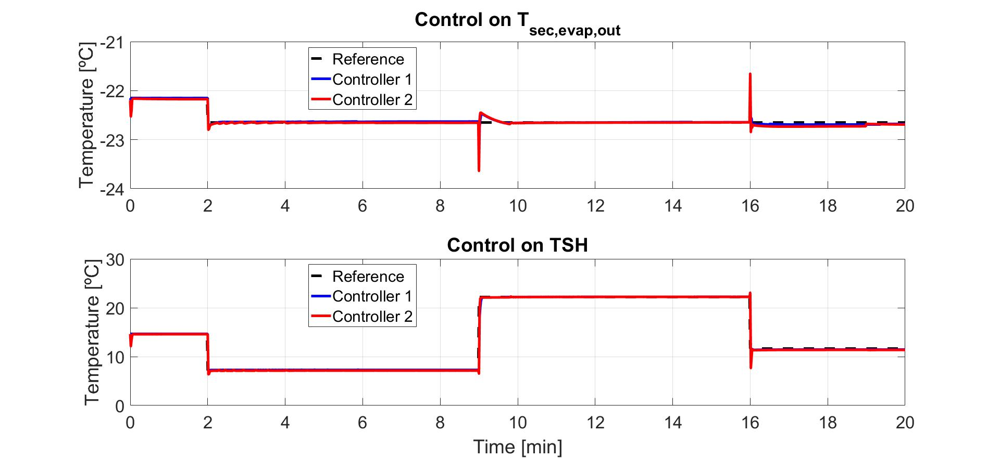 Control on Tsec,evap,out
Temperature [ºC]
-21
-22
-23
-24
Reference
Controller 1
Controller 2
0 2 4 6 8 10 12 14 16 18 20
Control on TSH
Temperature [ºC]
30
20
10
0
Reference
Controller 1
Controller 2
0 2 4 6 8 10 12 14 16 18 20
Time [min]